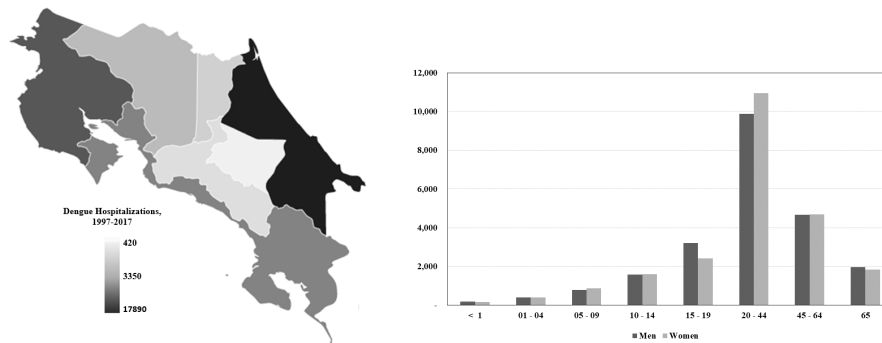 Dengue Hospitalizations,
1997-2017
420
3350
17890
12,000
10,000
8,000
6,000
4,000
2,000
-
< 1
01 - 04
05 - 09
10 - 14
15 - 19
20 - 44
45 - 64
65
Men
Women